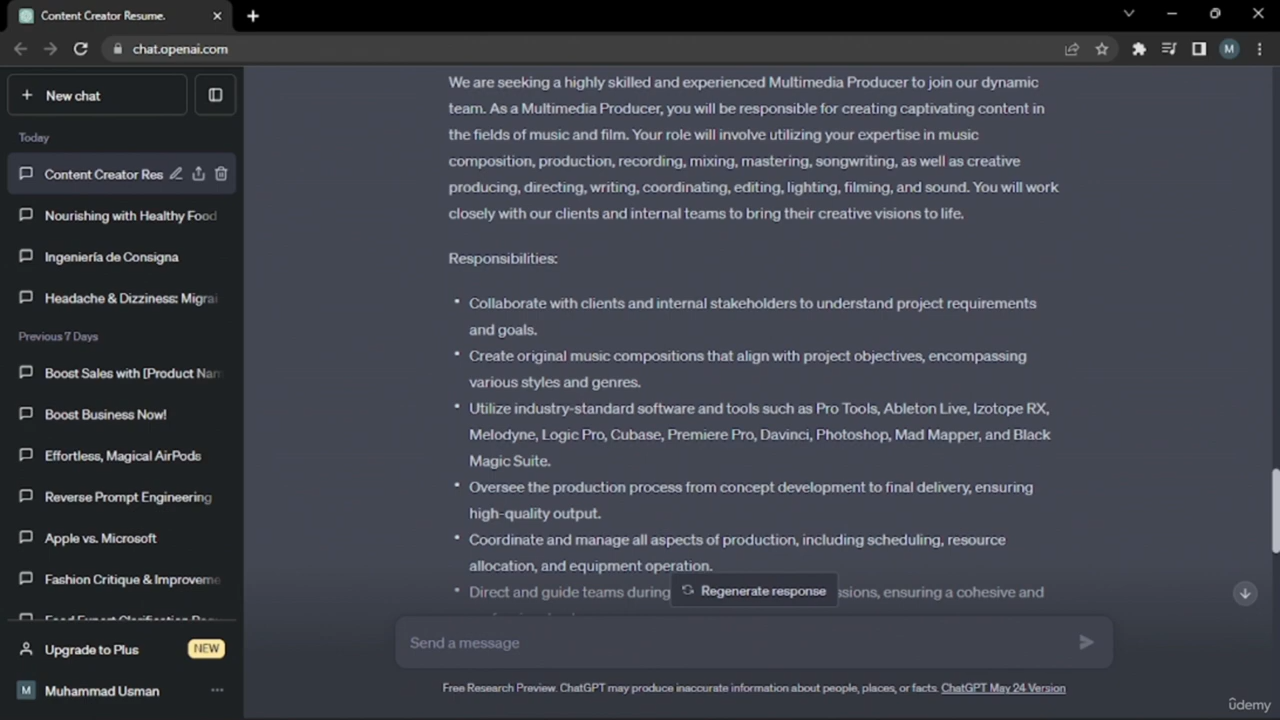 Content Creator Resume.
chat.openai.com
M
New chat
Today
Content Creator Res
Nourishing with Healthy Food
Ingeniería de Consigna
Headache & Dizziness: Migrai
Previous 7 Days
Boost Sales with [Product Nam
Boost Business Now!
Effortless, Magical AirPods
Reverse Prompt Engineering
Apple vs. Microsoft
Fashion Critique & Improveme
Upgrade to Plus NEW
M Muhammad Usman
We are seeking a highly skilled and experienced Multimedia Producer to join our dynamic
team. As a Multimedia Producer, you will be responsible for creating captivating content in
the fields of music and film. Your role will involve utilizing your expertise in music
composition, production, recording, mixing, mastering, songwriting, as well as creative
producing, directing, writing, coordinating, editing, lighting, filming, and sound. You will work
closely with our clients and internal teams to bring their creative visions to life.
Responsibilities:
• Collaborate with clients and internal stakeholders to understand project requirements
and goals.
• Create original music compositions that align with project objectives, encompassing
various styles and genres.
• Utilize industry-standard software and tools such as Pro Tools, Ableton Live, Izotope RX,
Melodyne, Logic Pro, Cubase, Premiere Pro, Davinci, Photoshop, Mad Mapper, and Black
Magic Suite.
• Oversee the production process from concept development to final delivery, ensuring
high-quality output.
• Coordinate and manage all aspects of production, including scheduling, resource
allocation, and equipment operation.
• Direct and guide teams during ssions, ensuring a cohesive and
Regenerate response
Send a message
Free Research Preview. ChatGPT may produce inaccurate information about people, places, or facts. ChatGPT May 24 Version
ûdemy